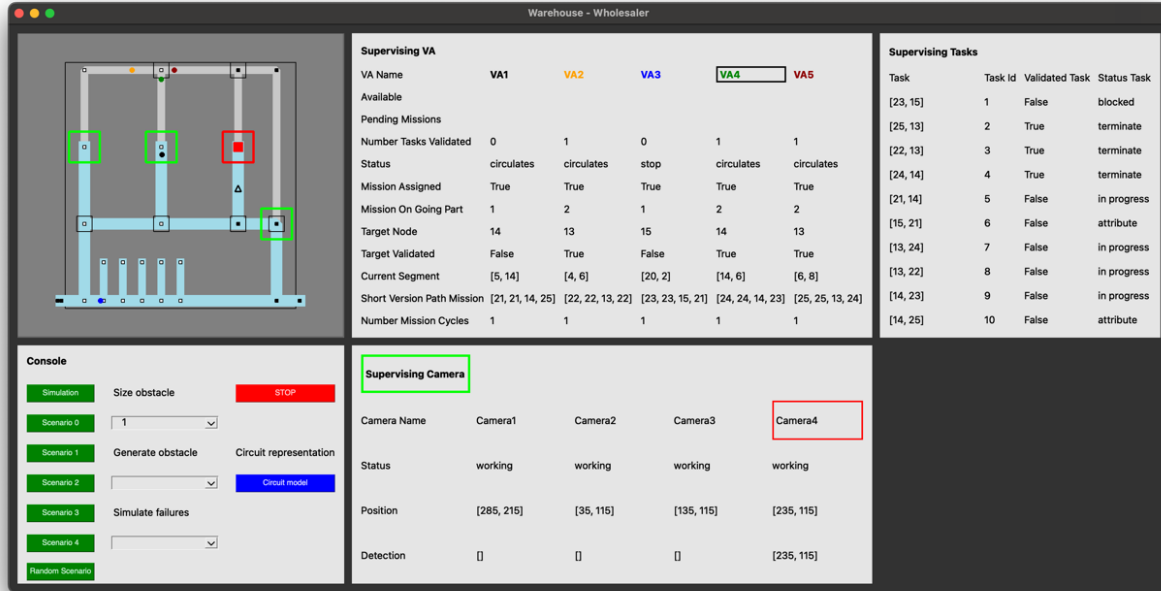 Warehouse - Wholesaler
Supervising VA
VA Name VA1 VA2 VA3 VA4 VA5
Available
Pending Missions
Number Tasks Validated 0 1 0 1 1
Status circulates circulates stop circulates circulates
Mission Assigned True True True True True
Mission On Going Part 1 2 1 2 2
Target Node 14 13 15 14 13
Target Validated False True False True True
Current Segment [5, 14] [4, 6] [20, 2] [14, 6] [6, 8]
Short Version Path Mission [21, 21, 14, 25] [22, 22, 13, 22] [23, 23, 15, 21] [24, 24, 14, 23] [25, 25, 13, 24]
Number Mission Cycles 1 1 1 1 1
Supervising Tasks
Task Task Id Validated Task Status Task
[23, 15] 1 False blocked
[25, 13] 2 True terminate
[22, 13] 3 True terminate
[24, 14] 4 True terminate
[21, 14] 5 False in progress
[15, 21] 6 False attribute
[13, 24] 7 False in progress
[13, 22] 8 False in progress
[14, 23] 9 False in progress
[14, 25] 10 False attribute
Console
Simulation Size obstacle STOP
Scenario 0 1
Scenario 1 Generate obstacle Circuit representation
Scenario 2 Circuit model
Scenario 3 Simulate failures
Scenario 4
Random Scenario
Supervising Camera
Camera Name Camera1 Camera2 Camera3 Camera4
Status working working working working
Position [285, 215] [35, 115] [135, 115] [235, 115]
Detection [] [] [] [235, 115]